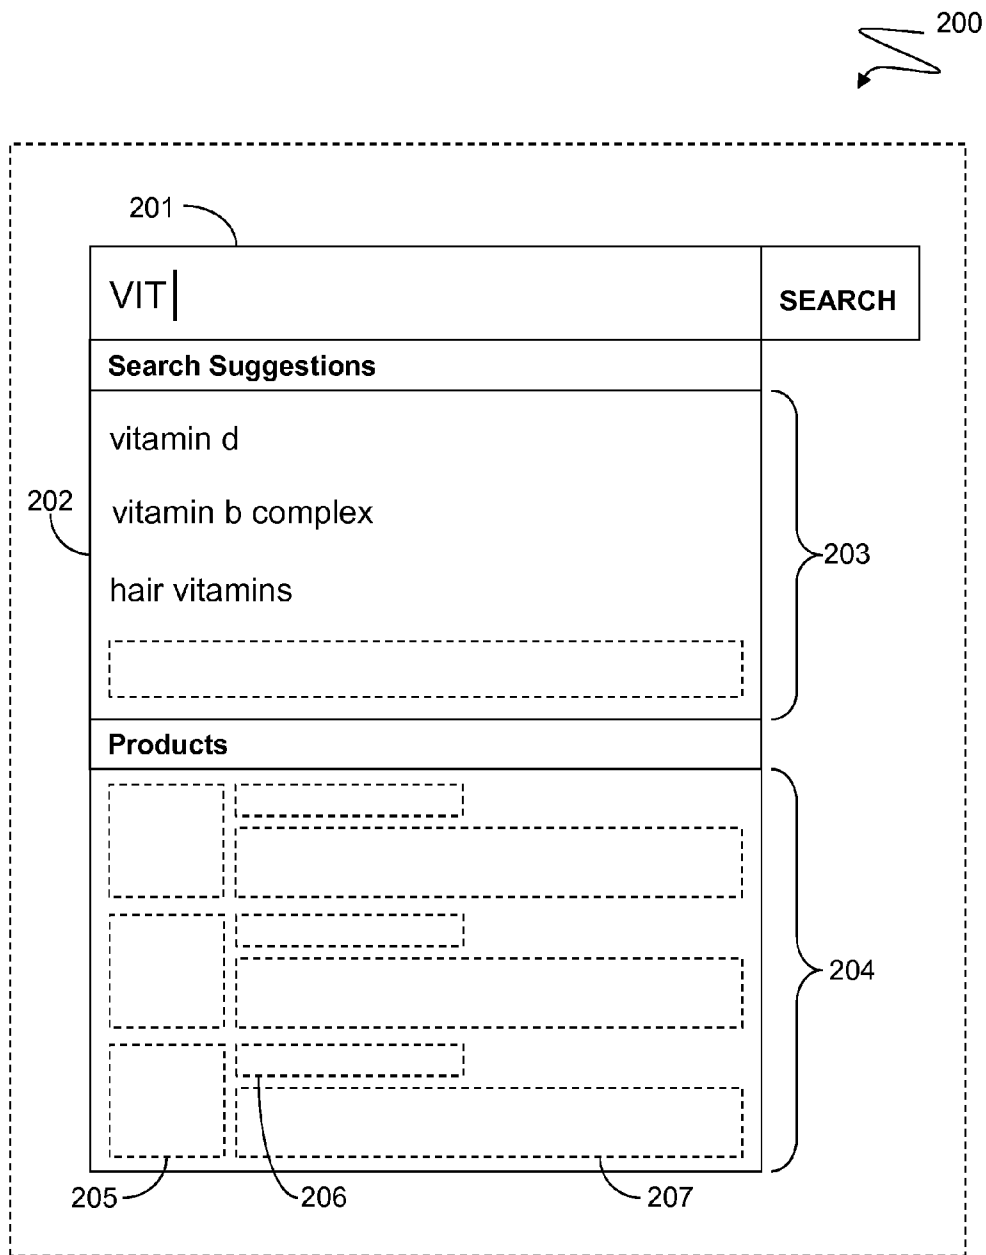 200
201
VIT
SEARCH
Search Suggestions
vitamin d
202
vitamin b complex
203
hair vitamins
Products
204
205
206
207